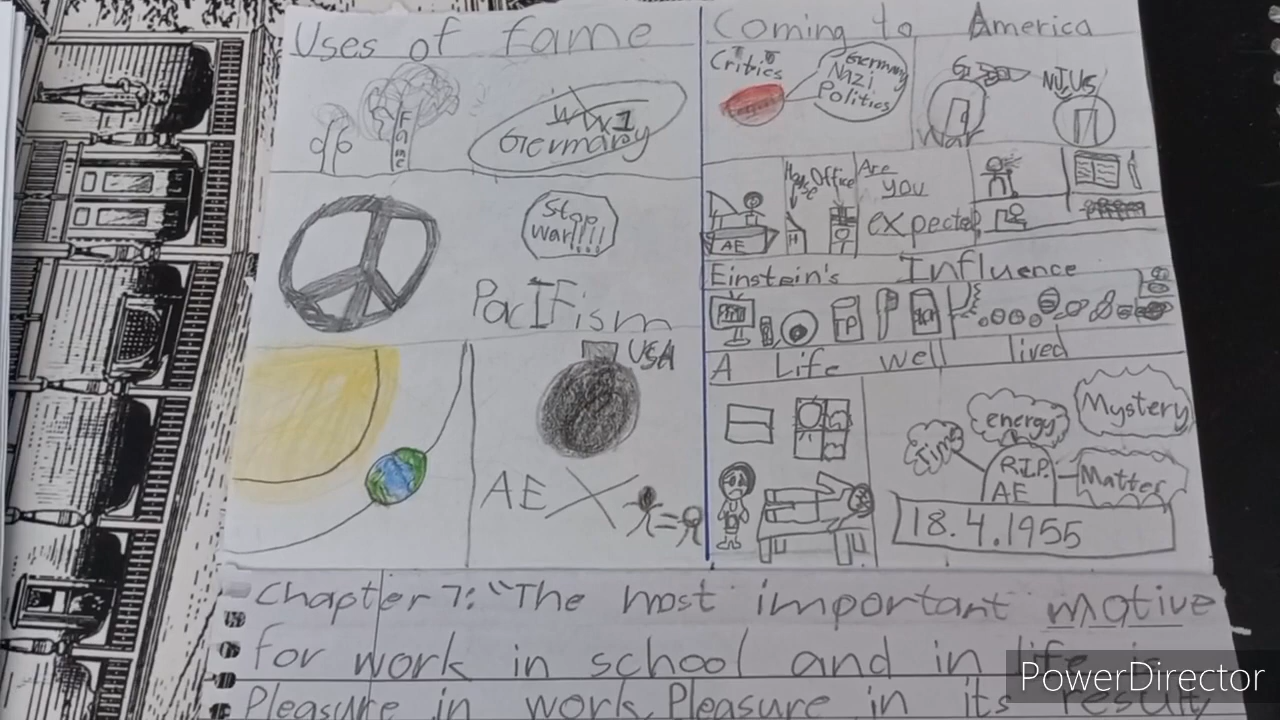 Uses of fame
Fame
WW1
Germany
Stop
war!!!!
PacIFism
USA
AE
Coming to America
Critics
Germany
Nazi
Politics
G
War
NJ,US
AE
House
H
Office
Are
you
expected
Einstein's Influence
A Life well lived
Time
energy
Mystery
Matter
R.I.P.
AE
18.4.1955
Chapter 7: "The most important motive
for work in school and in life is
Pleasure in work, Pleasure in its result
PowerDirector